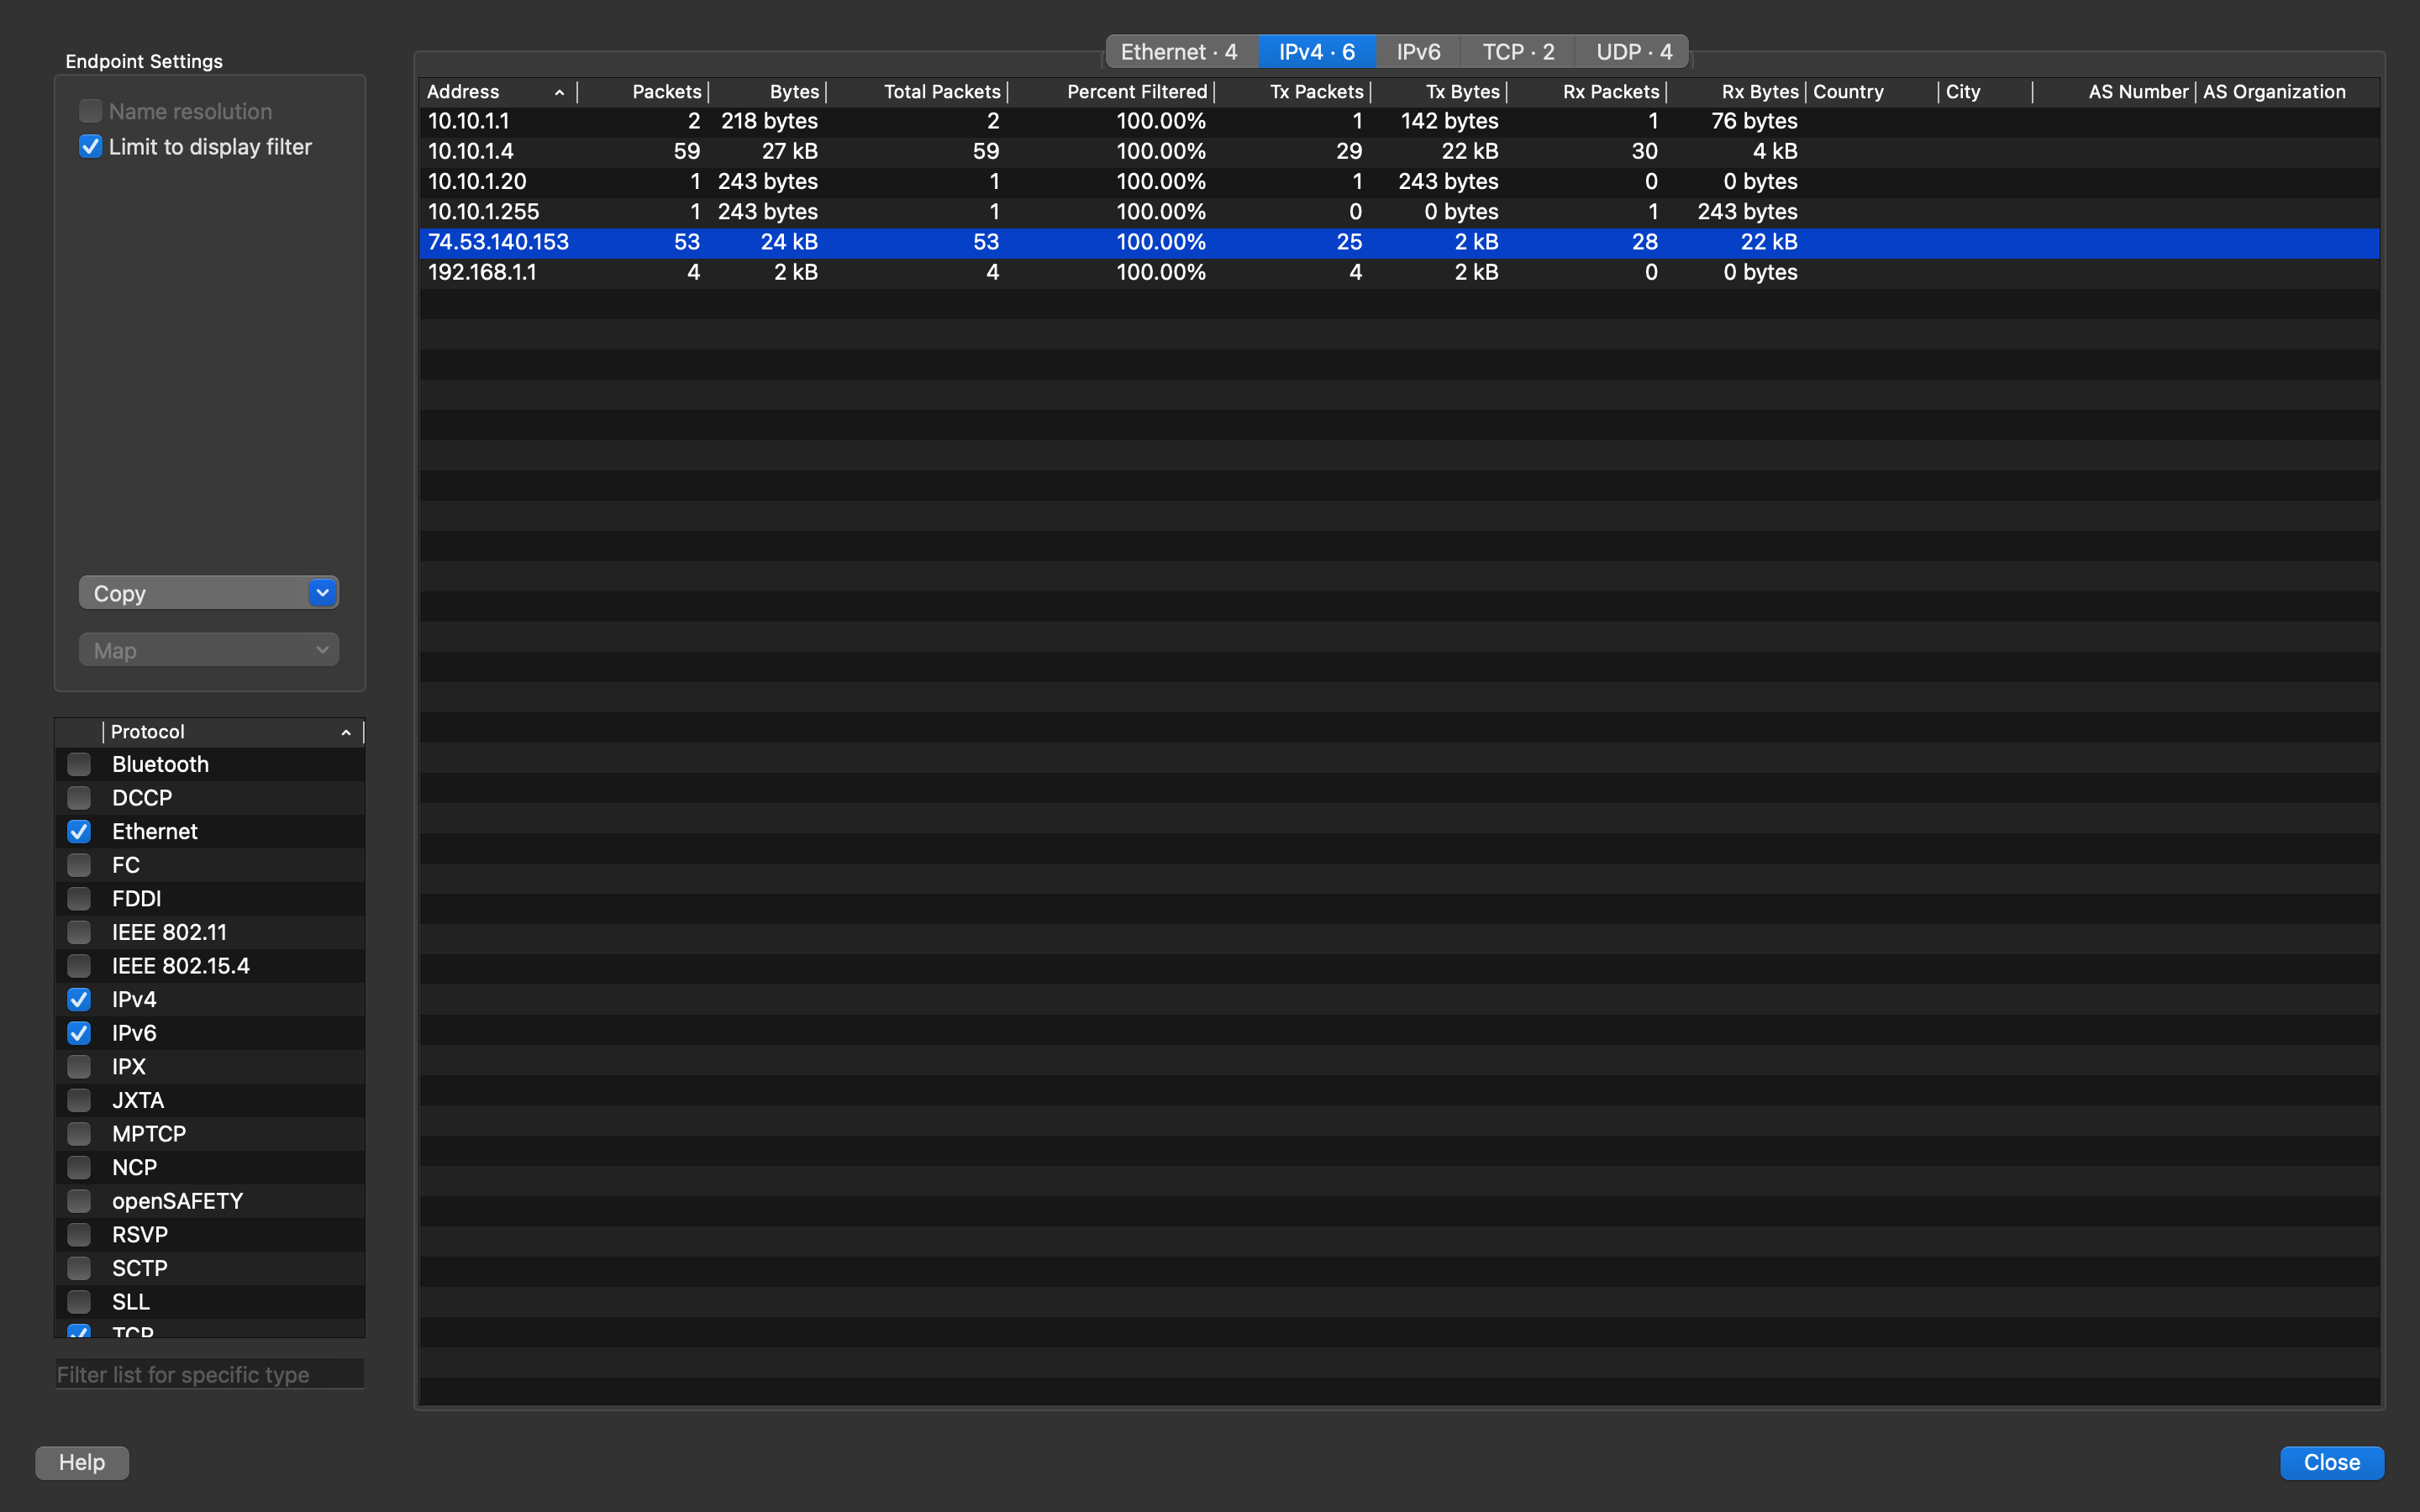 Endpoint Settings
Name resolution
Limit to display filter
Copy
Map
Protocol
Bluetooth
DCCP
Ethernet
FC
FDDI
IEEE 802.11
IEEE 802.15.4
IPv4
IPv6
IPX
JXTA
MPTCP
NCP
openSAFETY
RSVP
SCTP
SLL
TCP
Filter list for specific type
Help
Ethernet · 4 IPv4 · 6 IPv6 TCP · 2 UDP · 4
Address Packets Bytes Total Packets Percent Filtered Tx Packets Tx Bytes Rx Packets Rx Bytes Country City AS Number AS Organization
10.10.1.1 2 218 bytes 2 100.00% 1 142 bytes 1 76 bytes
10.10.1.4 59 27 kB 59 100.00% 29 22 kB 30 4 kB
10.10.1.20 1 243 bytes 1 100.00% 1 243 bytes 0 0 bytes
10.10.1.255 1 243 bytes 1 100.00% 0 0 bytes 1 243 bytes
74.53.140.153 53 24 kB 53 100.00% 25 2 kB 28 22 kB
192.168.1.1 4 2 kB 4 100.00% 4 2 kB 0 0 bytes
Close